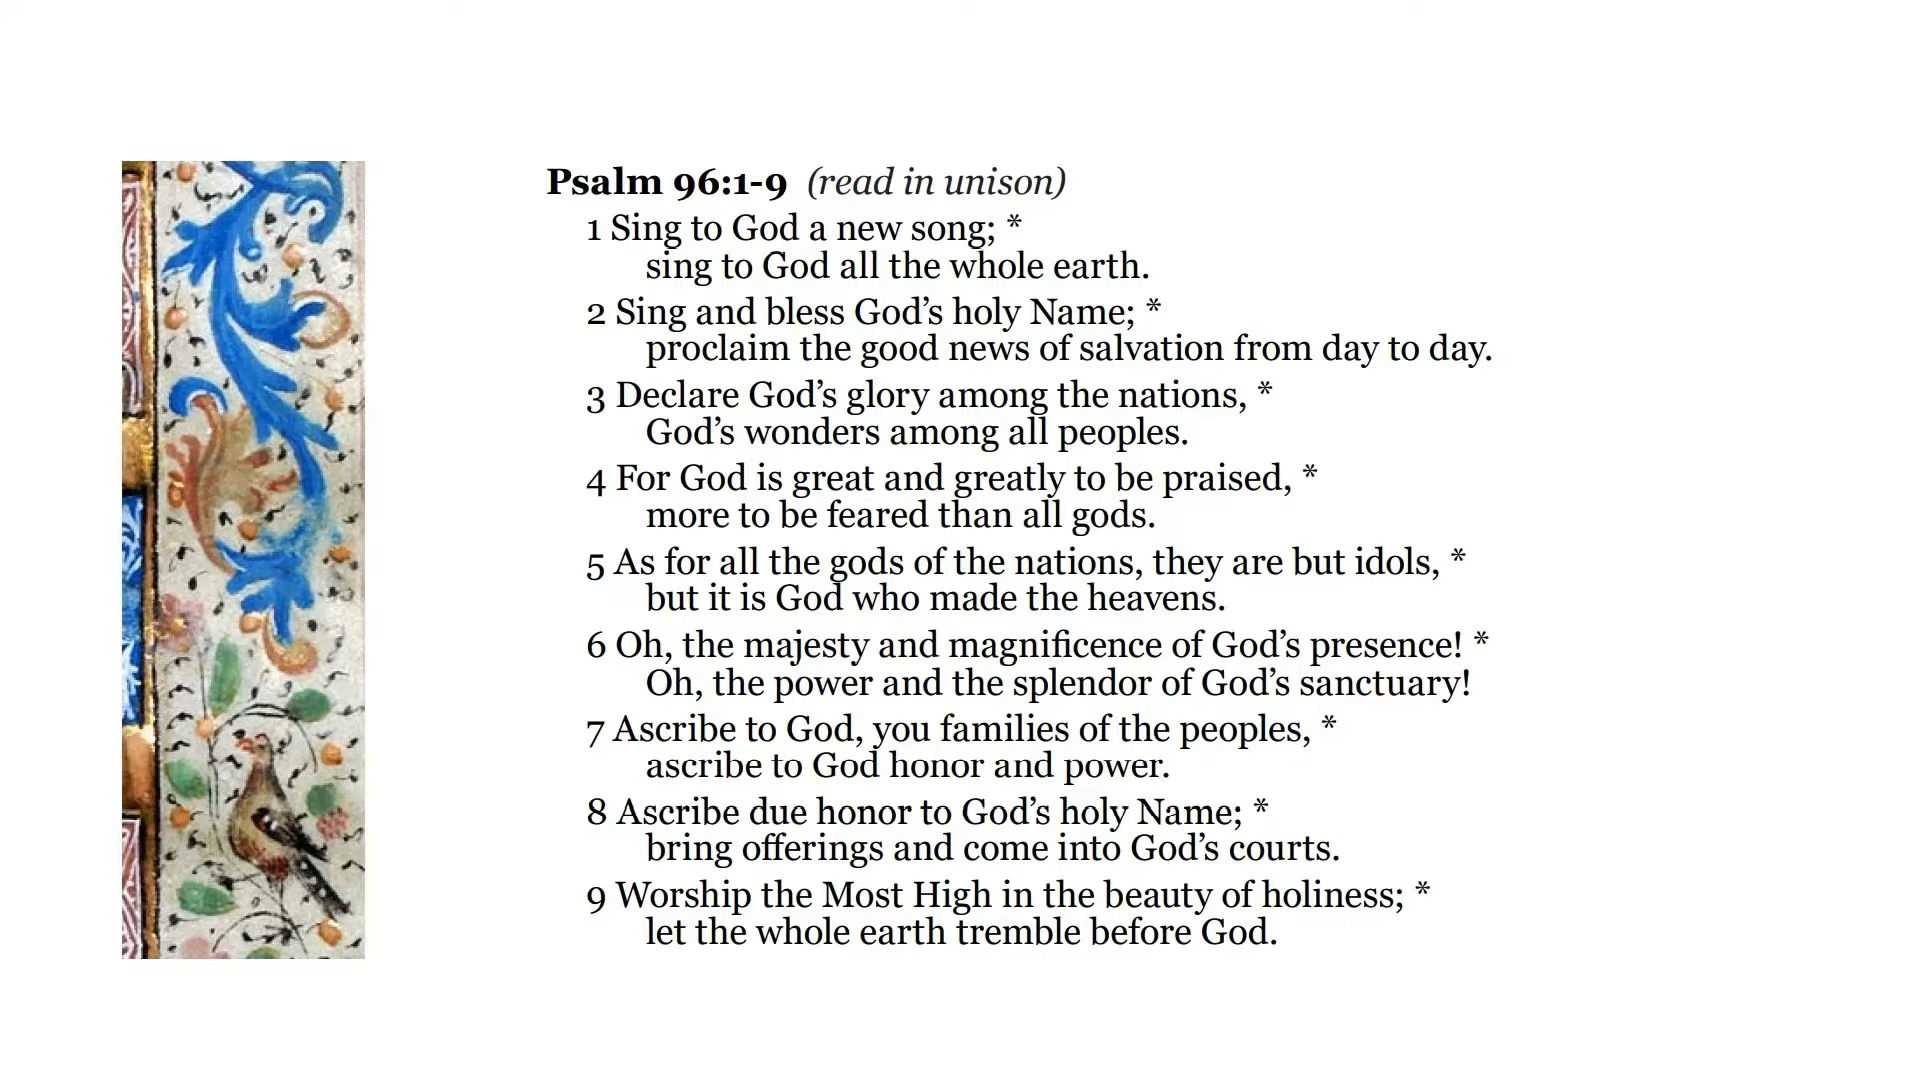 Psalm 96:1-9 (read in unison)
1 Sing to God a new song; *
sing to God all the whole earth.
2 Sing and bless God’s holy Name; *
proclaim the good news of salvation from day to day.
3 Declare God’s glory among the nations, *
God’s wonders among all peoples.
4 For God is great and greatly to be praised, *
more to be feared than all gods.
5 As for all the gods of the nations, they are but idols, *
but it is God who made the heavens.
6 Oh, the majesty and magnificence of God’s presence! *
Oh, the power and the splendor of God’s sanctuary!
7 Ascribe to God, you families of the peoples, *
ascribe to God honor and power.
8 Ascribe due honor to God’s holy Name; *
bring offerings and come into God’s courts.
9 Worship the Most High in the beauty of holiness; *
let the whole earth tremble before God.